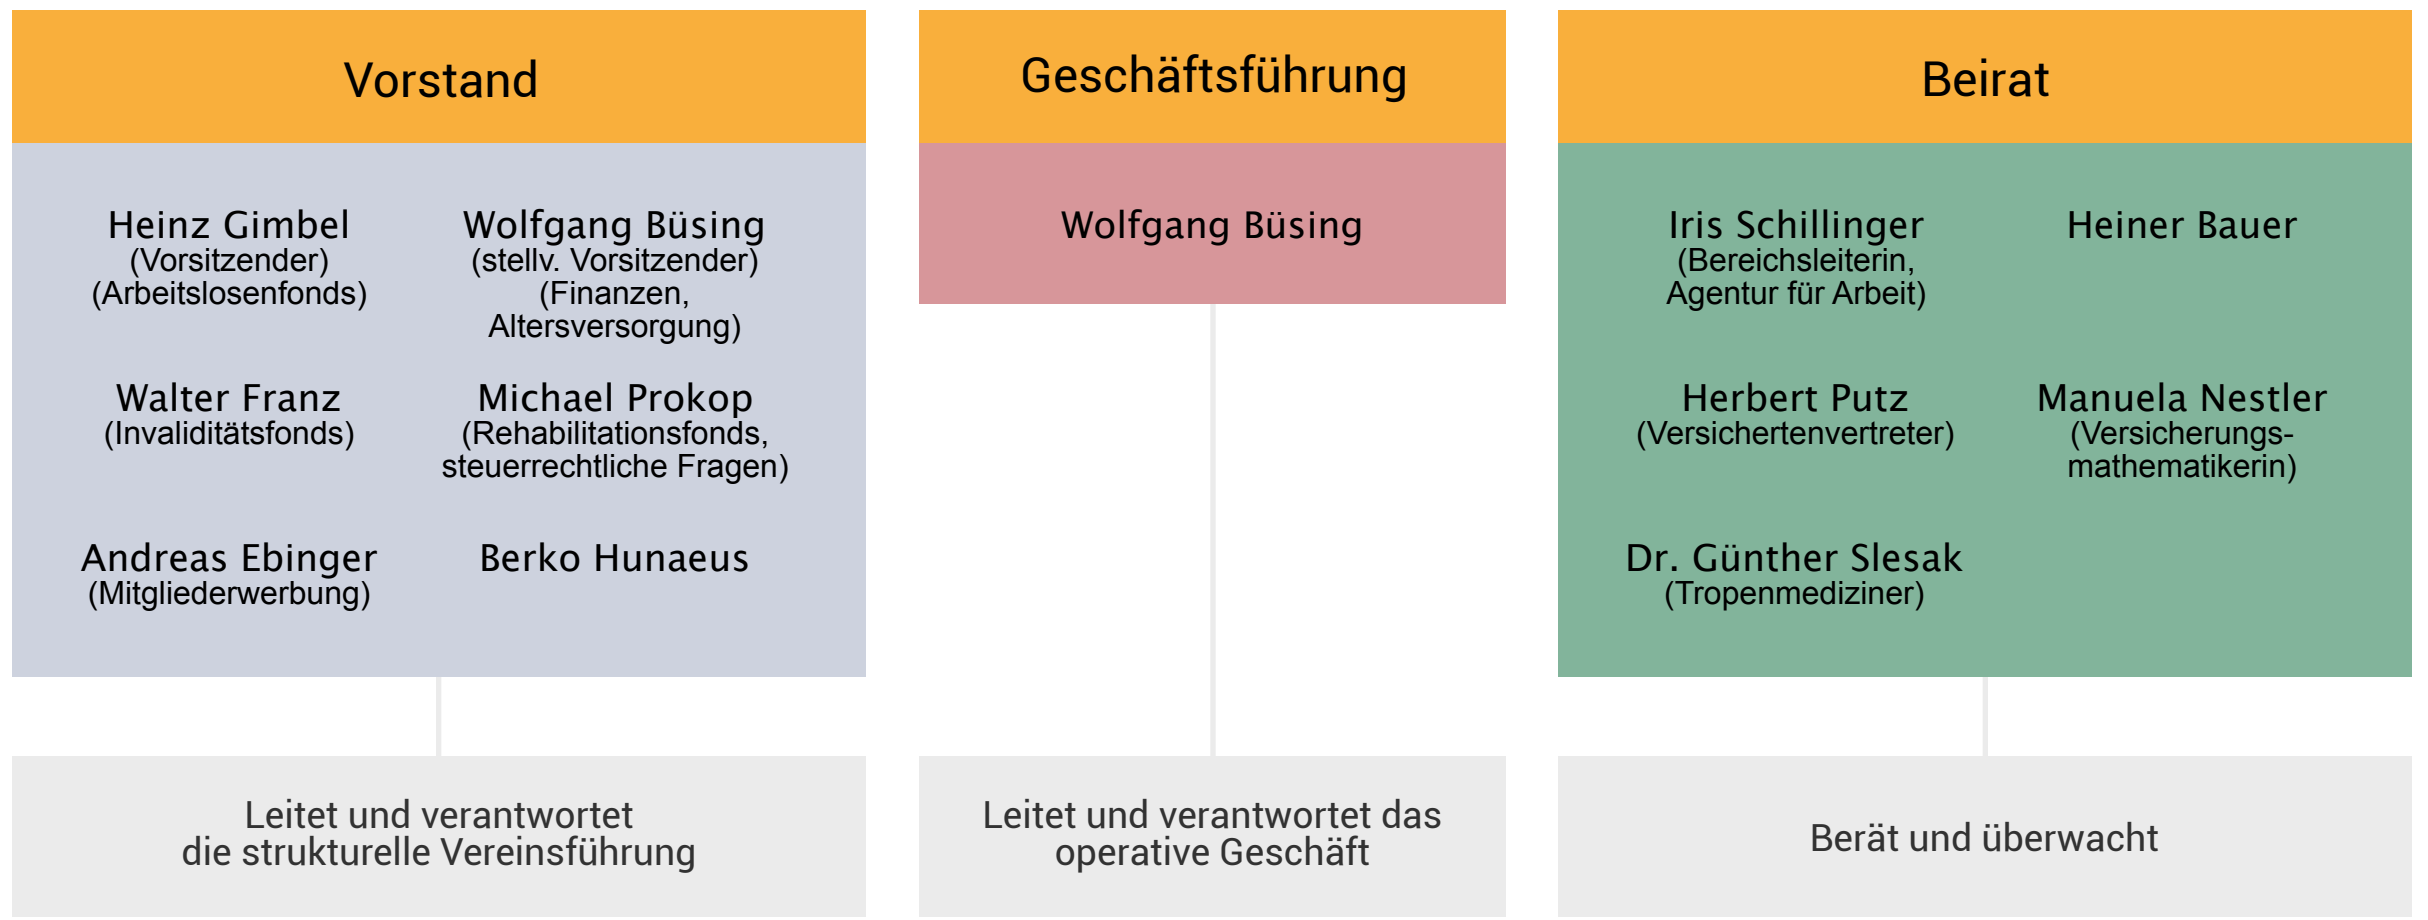 Vorstand
Heinz Gimbel
(Vorsitzender)
(Arbeitslosenfonds)
Wolfgang Büsing
(stellv. Vorsitzender)
(Finanzen,
Altersversorgung)
Walter Franz
(Invaliditätsfonds)
Michael Prokop
(Rehabilitationsfonds,
steuerrechtliche Fragen)
Andreas Ebinger
(Mitgliederwerbung)
Berko Hunaeus
Leitet und verantwortet
die strukturelle Vereinsführung
Geschäftsführung
Wolfgang Büsing
Leitet und verantwortet das
operative Geschäft
Beirat
Iris Schillinger
(Bereichsleiterin,
Agentur für Arbeit)
Heiner Bauer
Herbert Putz
(Versichertenvertreter)
Manuela Nestler
(Versicherungs-
mathematikerin)
Dr. Günther Slesak
(Tropenmediziner)
Berät und überwacht